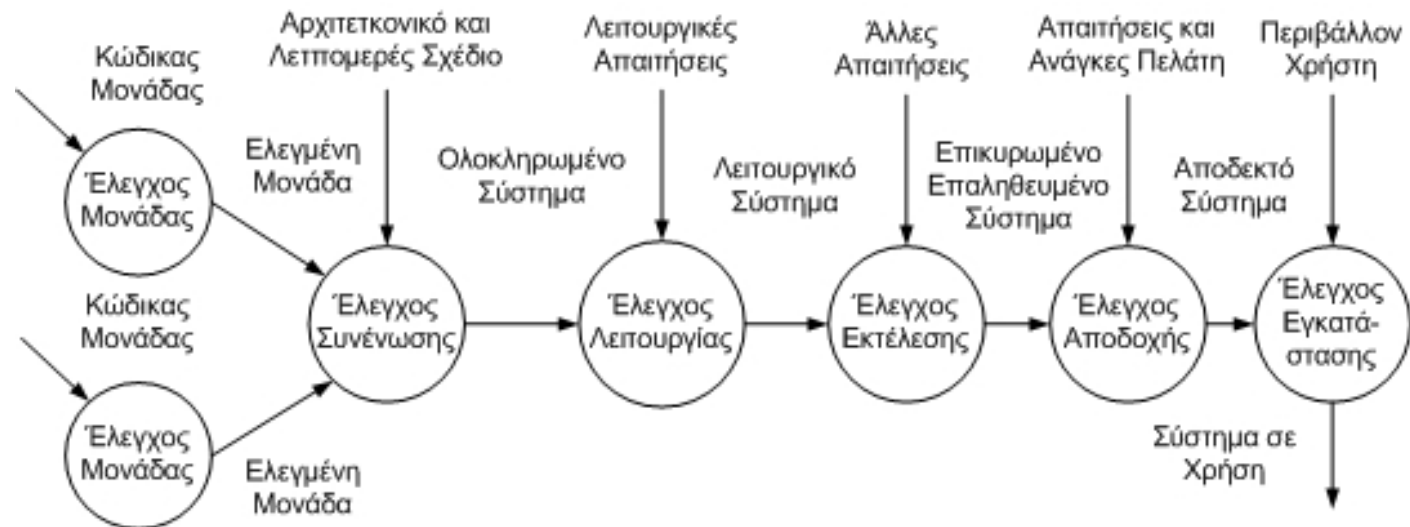 Κώδικας
Μονάδας
Αρχιτετκονικό και
Λετπομερές Σχέδιο
Λειτουργικές
Απαιτήσεις
Άλλες
Απαιτήσεις
Απαιτήσεις και
Ανάγκες Πελάτη
Περιβάλλον
Χρήστη
Έλεγχος
Μονάδας
Ελεγμένη
Μονάδα
Ολοκληρωμένο
Σύστημα
Λειτουργικό
Σύστημα
Επικυρωμένο
Επαληθευμένο
Σύστημα
Αποδεκτό
Σύστημα
Κώδικας
Μονάδας
Έλεγχος
Συνένωσης
Έλεγχος
Λειτουργίας
Έλεγχος
Εκτέλεσης
Έλεγχος
Αποδοχής
Έλεγχος
Εγκατά-
στασης
Έλεγχος
Μονάδας
Ελεγμένη
Μονάδα
Σύστημα σε
Χρήση